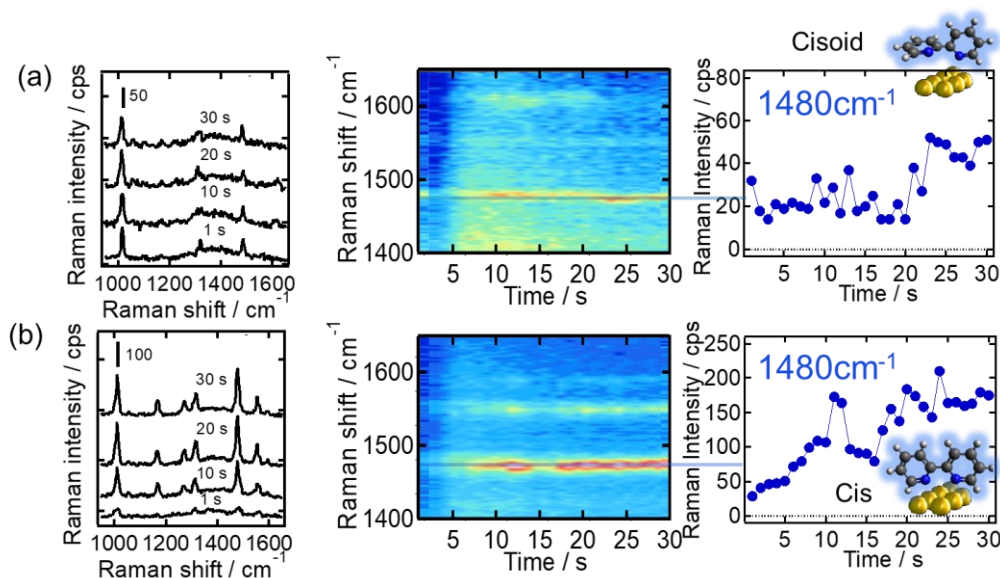 Cisoid
(a)
50
30 s
20 s
10 s
1 s
Raman intensity / cps
1000 1200 1400 1600
Raman shift / cm-1
1600
1500
1400
Raman shift / cm-1
5 10 15 20 25 30
Time / s
80
60
40
20
0
Raman Intensity / cps
1480cm-1
0 5 10 15 20 25 30
Time / s
(b)
100
30 s
20 s
10 s
1 s
Raman intensity / cps
1000 1200 1400 1600
Raman shift / cm-1
1600
1500
1400
Raman shift / cm-1
5 10 15 20 25 30
Time / s
250
200
150
100
50
0
Raman intensity / cps
1480cm-1
Cis
0 5 10 15 20 25 30
Time / s